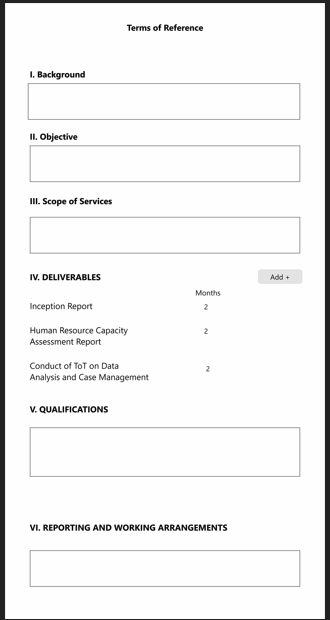 Terms of Reference
I. Background
II. Objective
III. Scope of Services
IV. DELIVERABLES
Add +
Months
Inception Report
2
Human Resource Capacity
2
Assessment Report
Conduct of ToT on Data
2
Analysis and Case Management
V. QUALIFICATIONS
VI. REPORTING AND WORKING ARRANGEMENTS